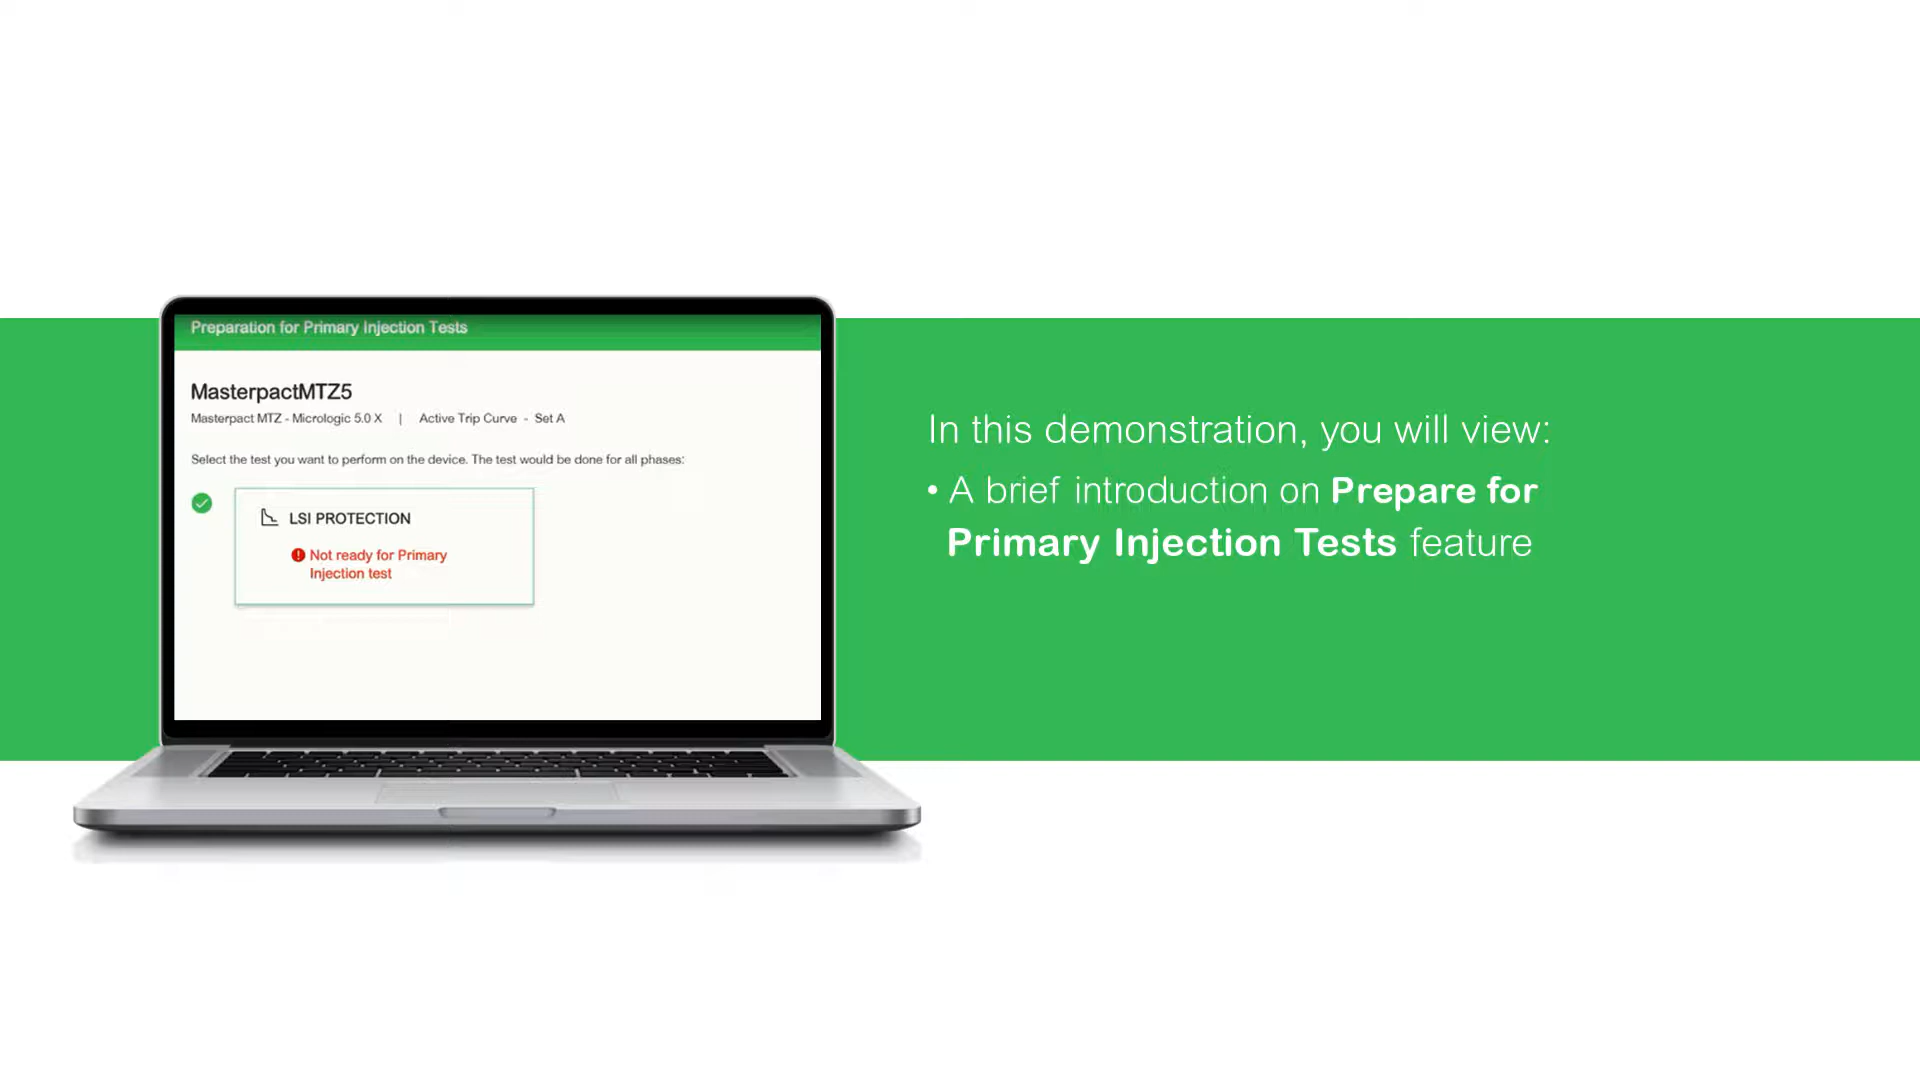 Preparation for Primary Injection Tests
MasterpactMTZ5
Masterpact MTZ - Micrologic 5.0 X | Active Trip Curve - Set A
Select the test you want to perform on the device. The test would be done for all phases:
LSI PROTECTION
Not ready for Primary
Injection test
In this demonstration, you will view:
• A brief introduction on Prepare for
Primary Injection Tests feature